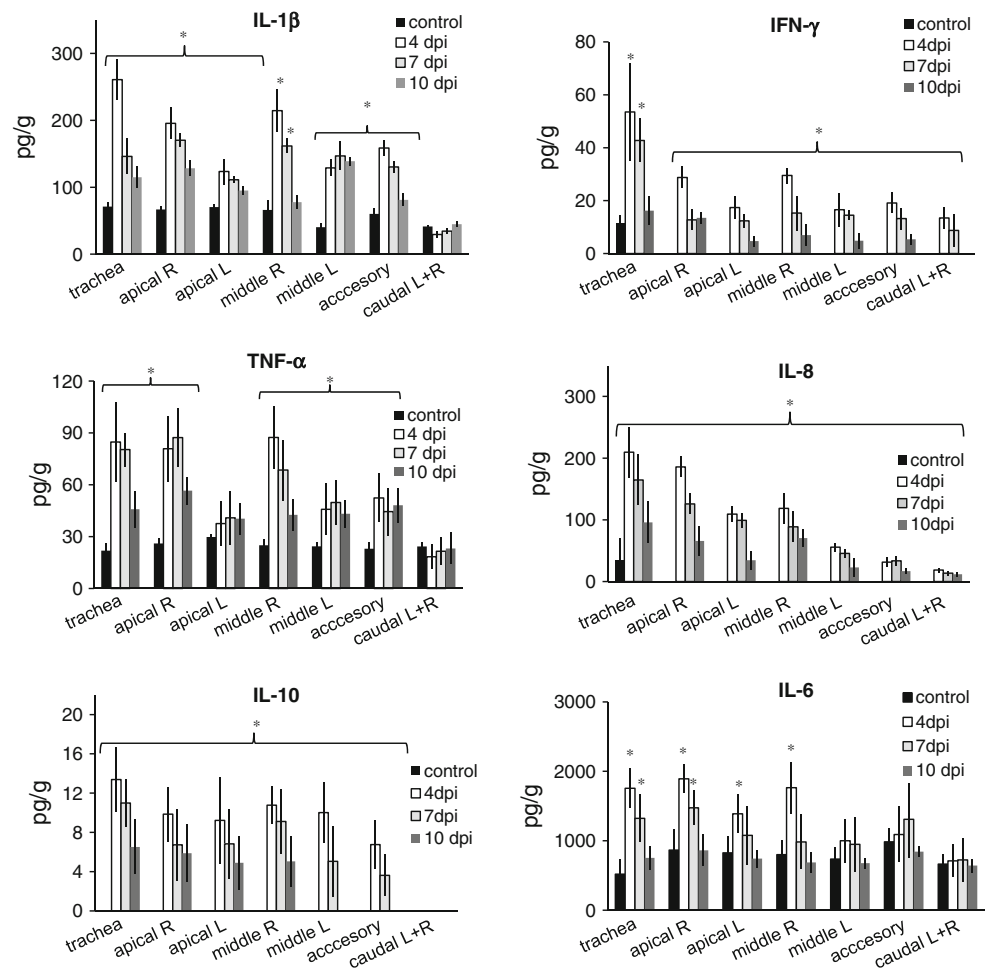 IL-1β
control
4 dpi
7 dpi
10 dpi
300
200
100
0
pg/g
*
*
*
*
trachea
apical R
apical L
middle R
middle L
acccesory
caudal L+R
IFN-γ
control
4dpi
7dpi
10dpi
80
60
40
20
0
pg/g
*
*
*
trachea
apical R
apical L
middle R
middle L
acccesory
caudal L+R
TNF-α
control
4 dpi
7 dpi
10 dpi
120
90
60
30
0
pg/g
*
*
trachea
apical R
apical L
middle R
middle L
acccesory
caudal L+R
IL-8
control
4dpi
7dpi
10dpi
300
200
100
0
pg/g
*
trachea
apical R
apical L
middle R
middle L
acccesory
caudal L+R
IL-10
control
4dpi
7dpi
10 dpi
20
16
12
8
4
0
pg/g
*
trachea
apical R
apical L
middle R
middle L
acccesory
caudal L+R
IL-6
control
4dpi
7dpi
10 dpi
3000
2000
1000
0
pg/g
*
*
*
*
*
*
trachea
apical R
apical L
middle R
middle L
acccesory
caudal L+R